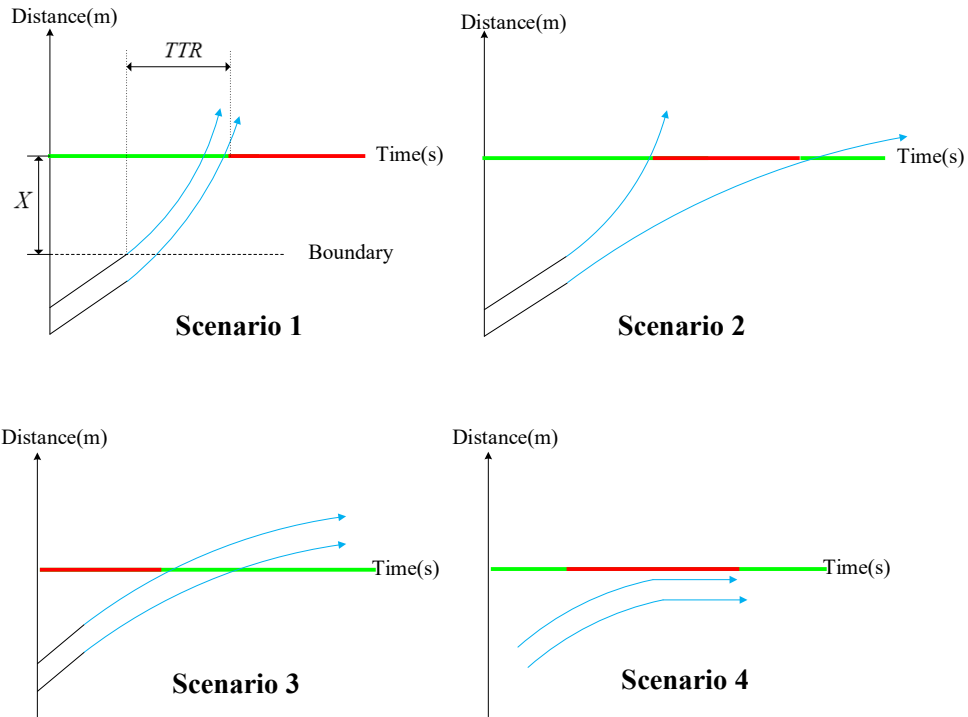 Distance(m)
TTR
Time(s)
X
Boundary
Scenario 1
Distance(m)
Time(s)
Scenario 2
Distance(m)
Time(s)
Scenario 3
Distance(m)
Time(s)
Scenario 4